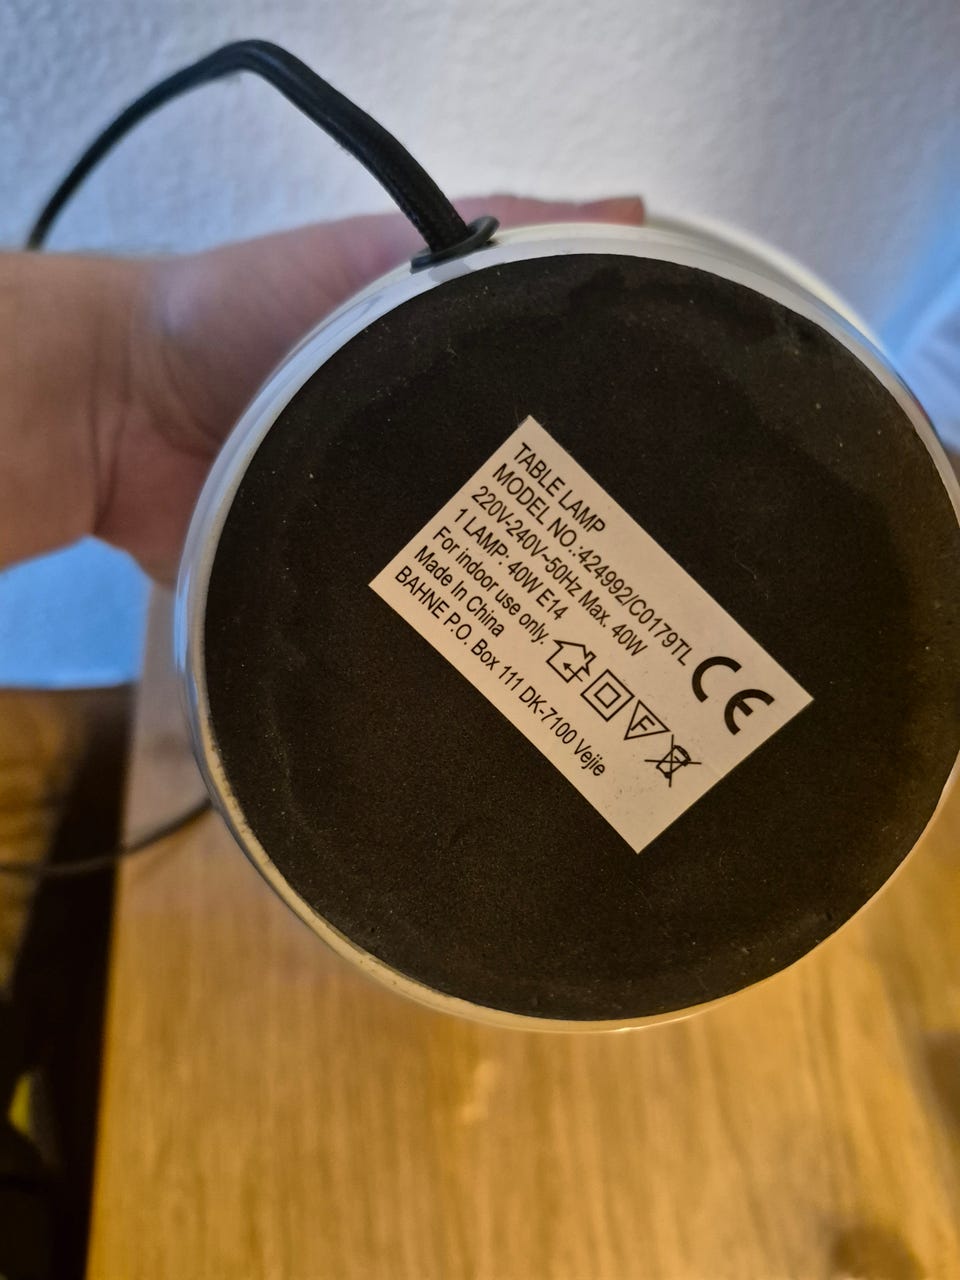 TABLE LAMP
MODEL NO.:424992/C0179TL
220V-240V~50Hz Max. 40W
1 LAMP: 40W E14
For indoor use only.
Made In China
BAHNE P.O. Box 111 DK-7100 Vejle
CE
F